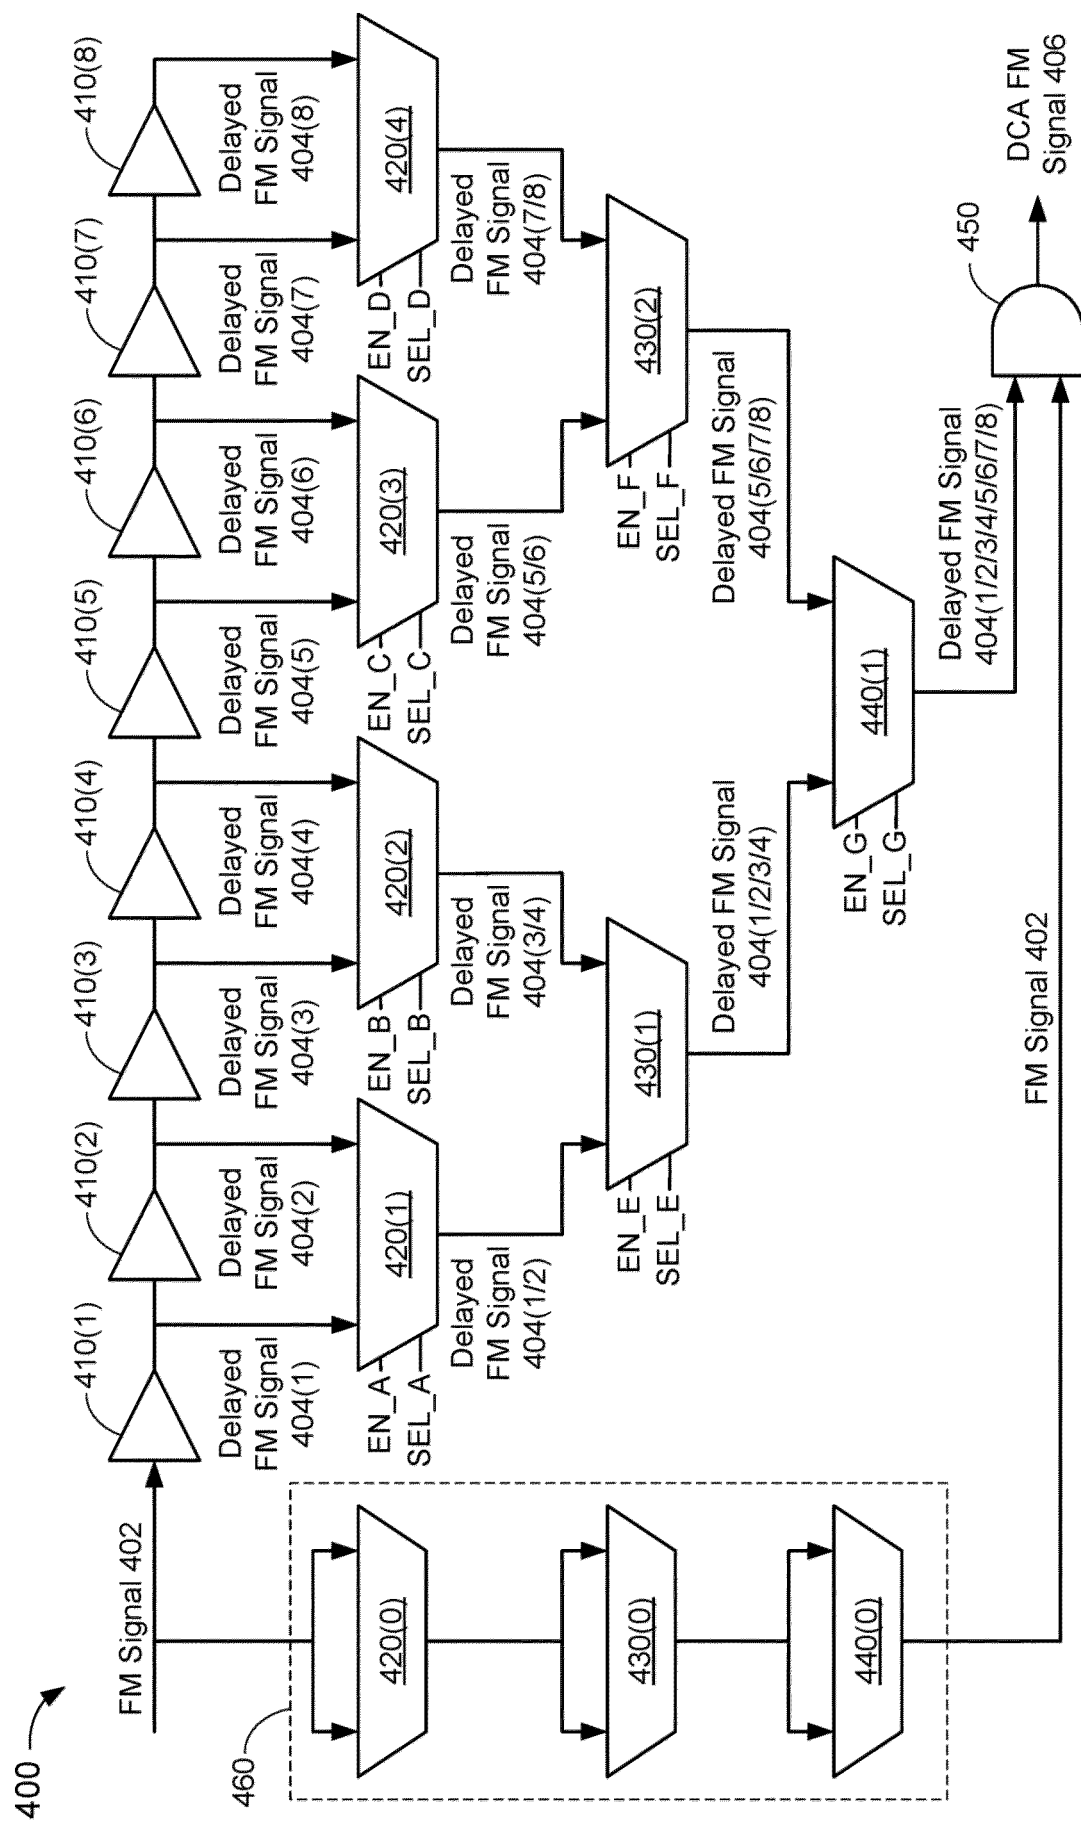 400
FM Signal 402
410(1)
410(2)
410(3)
410(4)
410(5)
410(6)
410(7)
410(8)
Delayed
FM Signal
404(1)
Delayed
FM Signal
404(2)
Delayed
FM Signal
404(3)
Delayed
FM Signal
404(4)
Delayed
FM Signal
404(5)
Delayed
FM Signal
404(6)
Delayed
FM Signal
404(7)
Delayed
FM Signal
404(8)
460
420(0)
EN_A
SEL_A
420(1)
EN_B
SEL_B
420(2)
EN_C
SEL_C
420(3)
EN_D
SEL_D
420(4)
Delayed
FM Signal
404(1/2)
Delayed
FM Signal
404(3/4)
Delayed
FM Signal
404(5/6)
Delayed
FM Signal
404(7/8)
430(0)
EN_E
SEL_E
430(1)
EN_F
SEL_F
430(2)
Delayed FM Signal
404(1/2/3/4)
Delayed FM Signal
404(5/6/7/8)
440(0)
EN_G
SEL_G
440(1)
Delayed FM Signal
404(1/2/3/4/5/6/7/8)
FM Signal 402
450
DCA FM
Signal 406